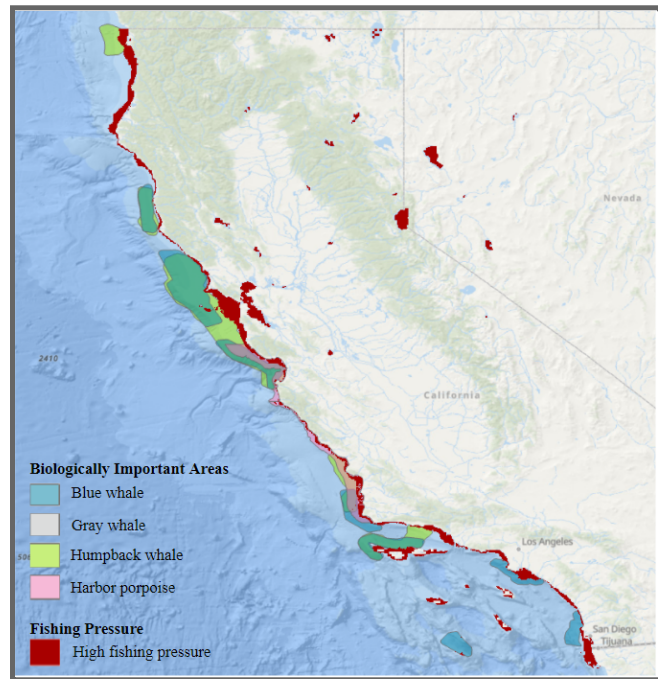 Nevada
2410
California
Biologically Important Areas
Blue whale
Gray whale
Humpback whale
Harbor porpoise
Los Angeles
Fishing Pressure
High fishing pressure
San Diego
Tijuana